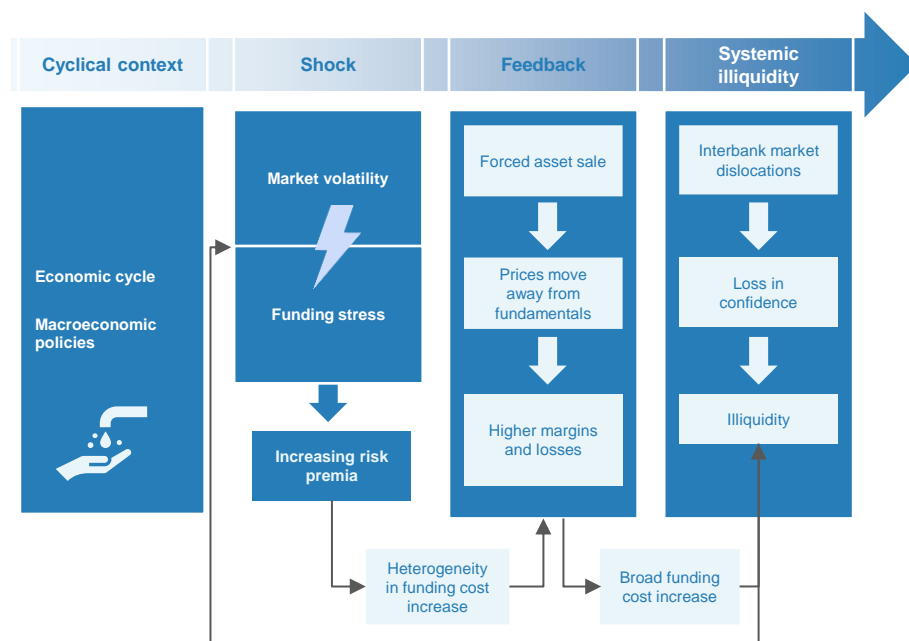 Cyclical context
Shock
Feedback
Systemic
illiquidity
Economic cycle
Macroeconomic
policies
Market volatility
Funding stress
Increasing risk
premia
Heterogeneity
in funding cost
increase
Forced asset sale
Prices move
away from
fundamentals
Higher margins
and losses
Broad funding
cost increase
Interbank market
dislocations
Loss in
confidence
Illiquidity